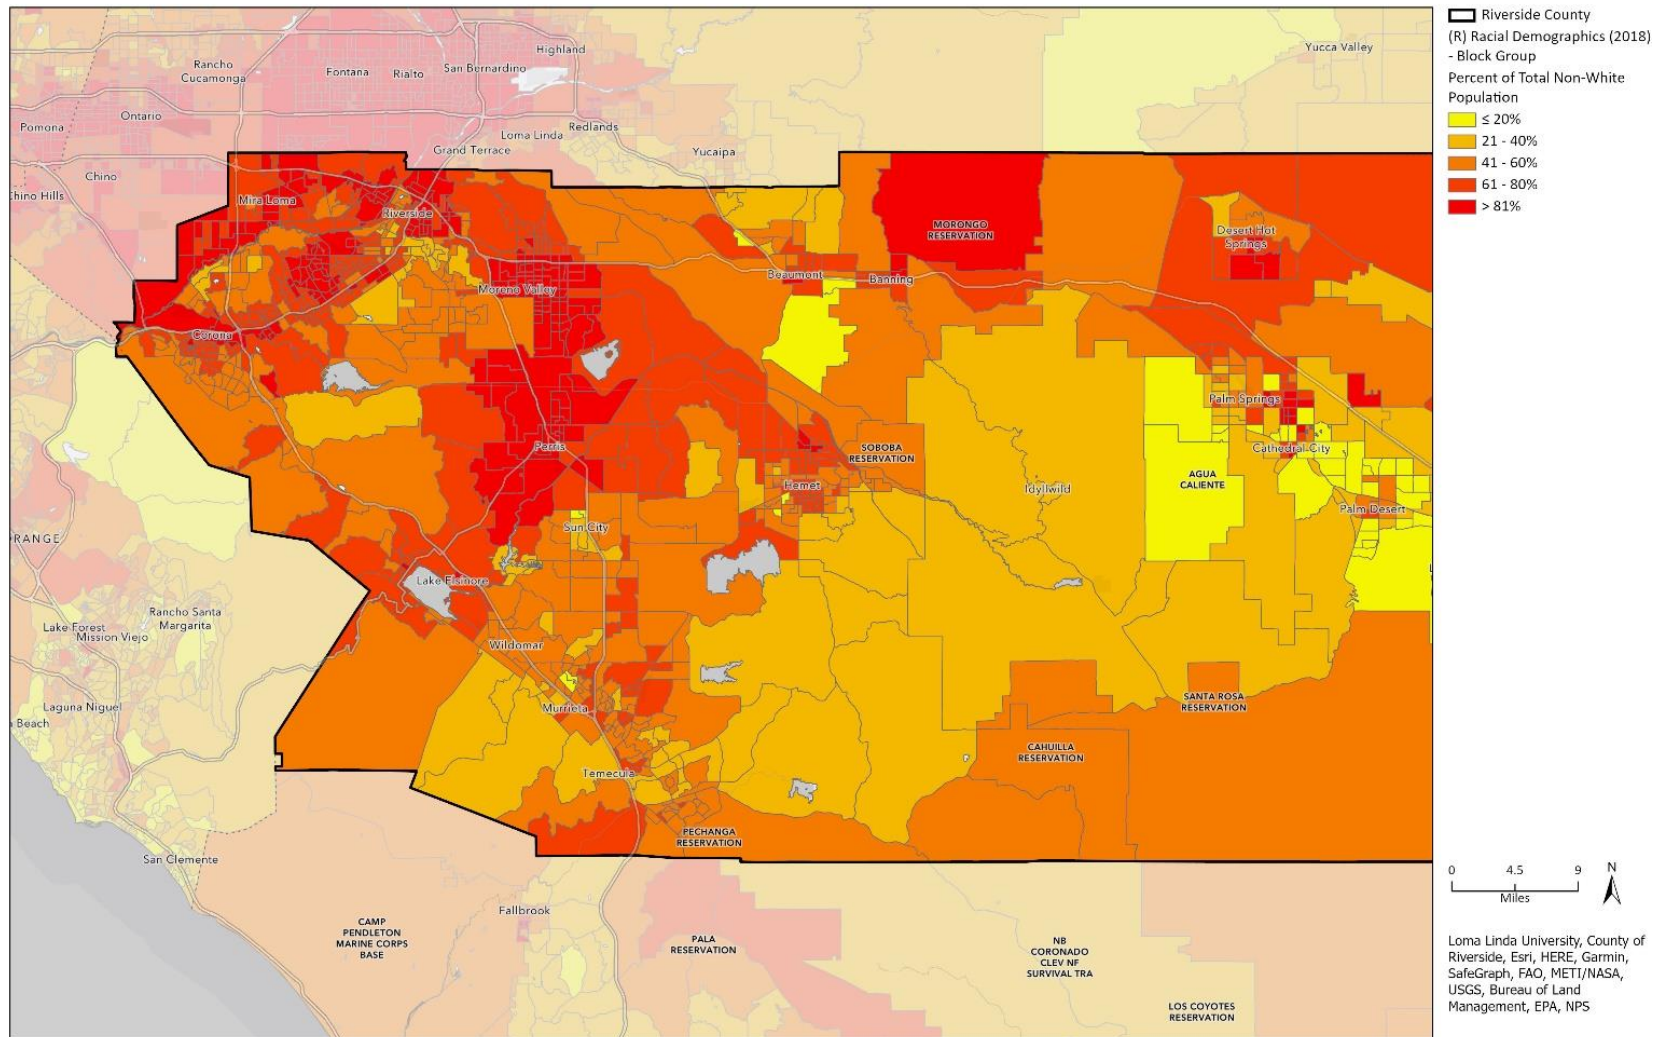 Riverside County
(R) Racial Demographics (2018)
- Block Group
Percent of Total Non-White
Population
≤ 20%
21 - 40%
41 - 60%
61 - 80%
> 81%
Highland
Yucca Valley
Rancho
Cucamonga
Fontana
Rialto
San Bernardino
Ontario
Pomona
Loma Linda
Redlands
Grand Terrace
Yucaipa
Chino
Chino Hills
Mira Loma
Riverside
MORONGO
RESERVATION
Desert Hot
Springs
Beaumont
Banning
Moreno Valley
Corona
Palm Springs
Perris
SOBOBA
RESERVATION
Cathedral City
AGUA
CALIENTE
Hemet
Idyllwild
Palm Desert
Sun City
RANGE
Lake Elsinore
Rancho Santa
Margarita
Lake Forest
Mission Viejo
Wildomar
Laguna Niguel
Beach
Murrieta
SANTA ROSA
RESERVATION
CAHUILLA
RESERVATION
Temecula
PECHANGA
RESERVATION
San Clemente
Fallbrook
CAMP
PENDLETON
MARINE CORPS
BASE
PALA
RESERVATION
NB
CORONADO
CLEV NF
SURVIVAL TRA
LOS COYOTES
RESERVATION
0 4.5 9
Miles
N
Loma Linda University, County of
Riverside, Esri, HERE, Garmin,
SafeGraph, FAO, METI/NASA,
USGS, Bureau of Land
Management, EPA, NPS